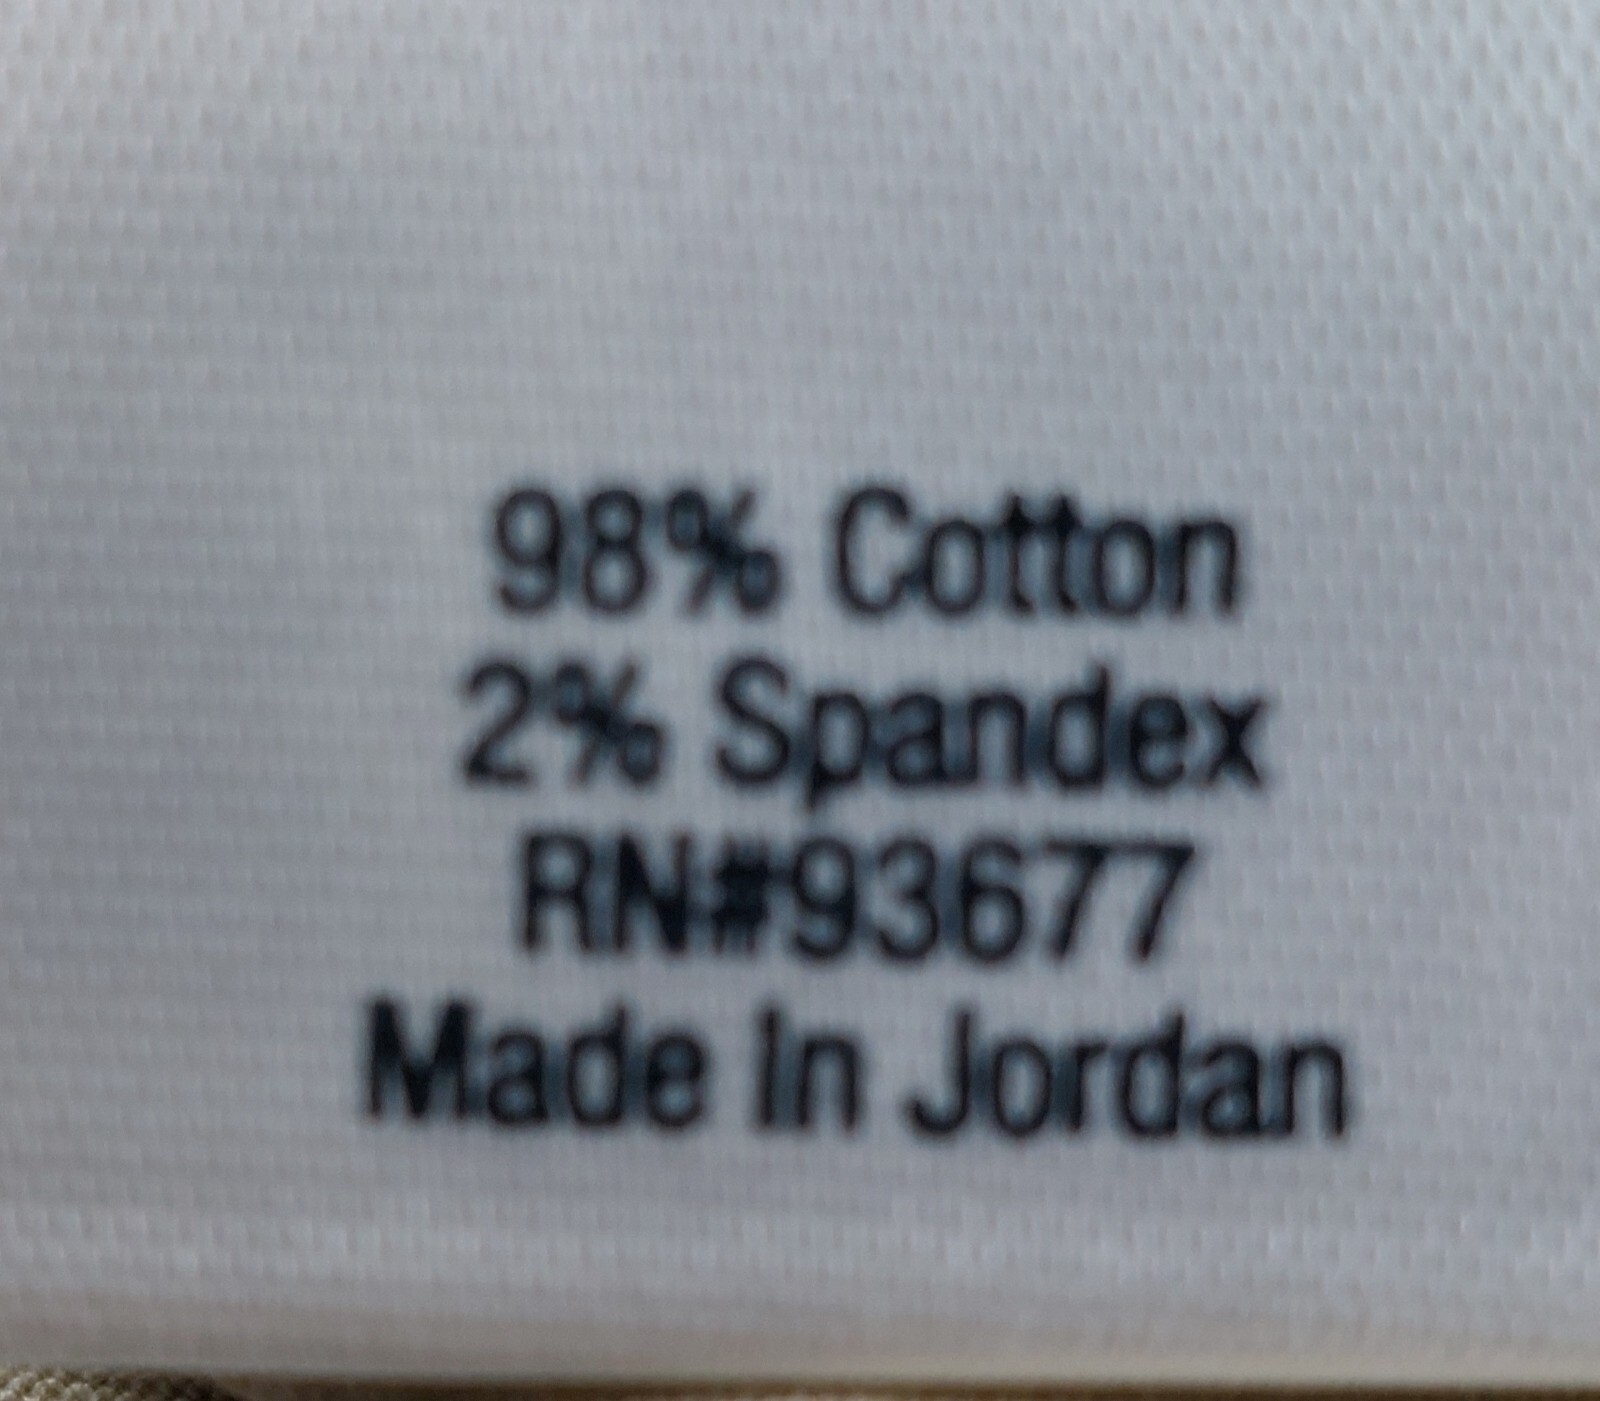 98% Cotton
2% Spandex
RN#93677
Made In Jordan